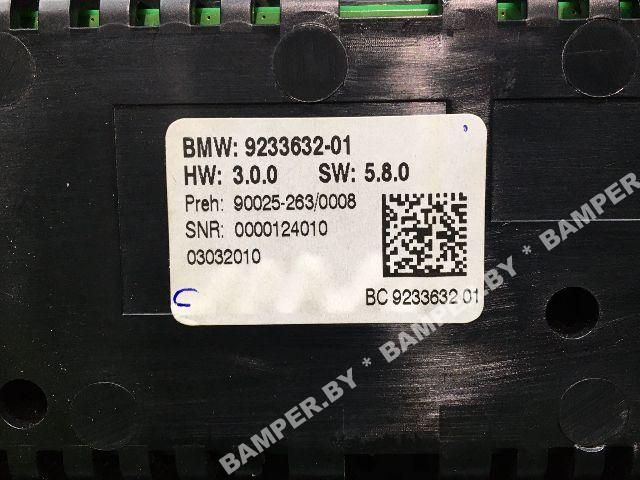 BMW: 9233632-01
HW: 3.0.0 SW: 5.8.0
Preh: 90025-263/0008
SNR: 0000124010
03032010
BC 9233632 01
BAMPER.BY * BAMPER.BY * BAMPER.BY